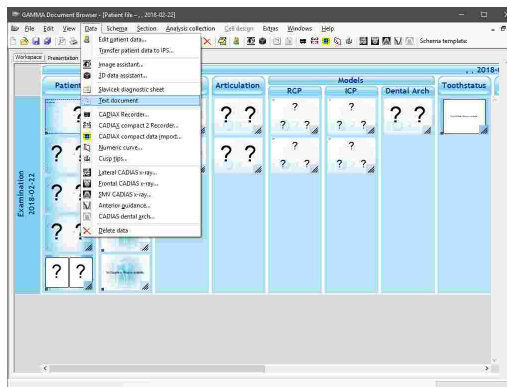 GAMMA Document Browser - [Patient file - , , 2018-02-22]
File Edit View Data Schema Section Analysis collection Cell design Extras Windows Help
Schema template:
Workspace Presentation
Edit patient data...
Transfer patient data to IPS...
Image assistant...
3D data assistant...
Slavicek diagnostic sheet
Text document
CADIAX Recorder...
CADIAX compact 2 Recorder...
CADIAX compact data import...
Numeric curve...
Cusp tips...
Lateral CADIAS x-ray...
Frontal CADIAS x-ray...
SMV CADIAS x-ray...
Anterior guidance...
CADIAS dental arch...
Delete data
, , 2018-
Patient
Articulation
Models
RCP ICP Dental Arch
Toothstatus
Examination
2018-02-22
? ? ? ?
? ? ? ?
? ? ? ?
? ? ? ?
?
?
? ?